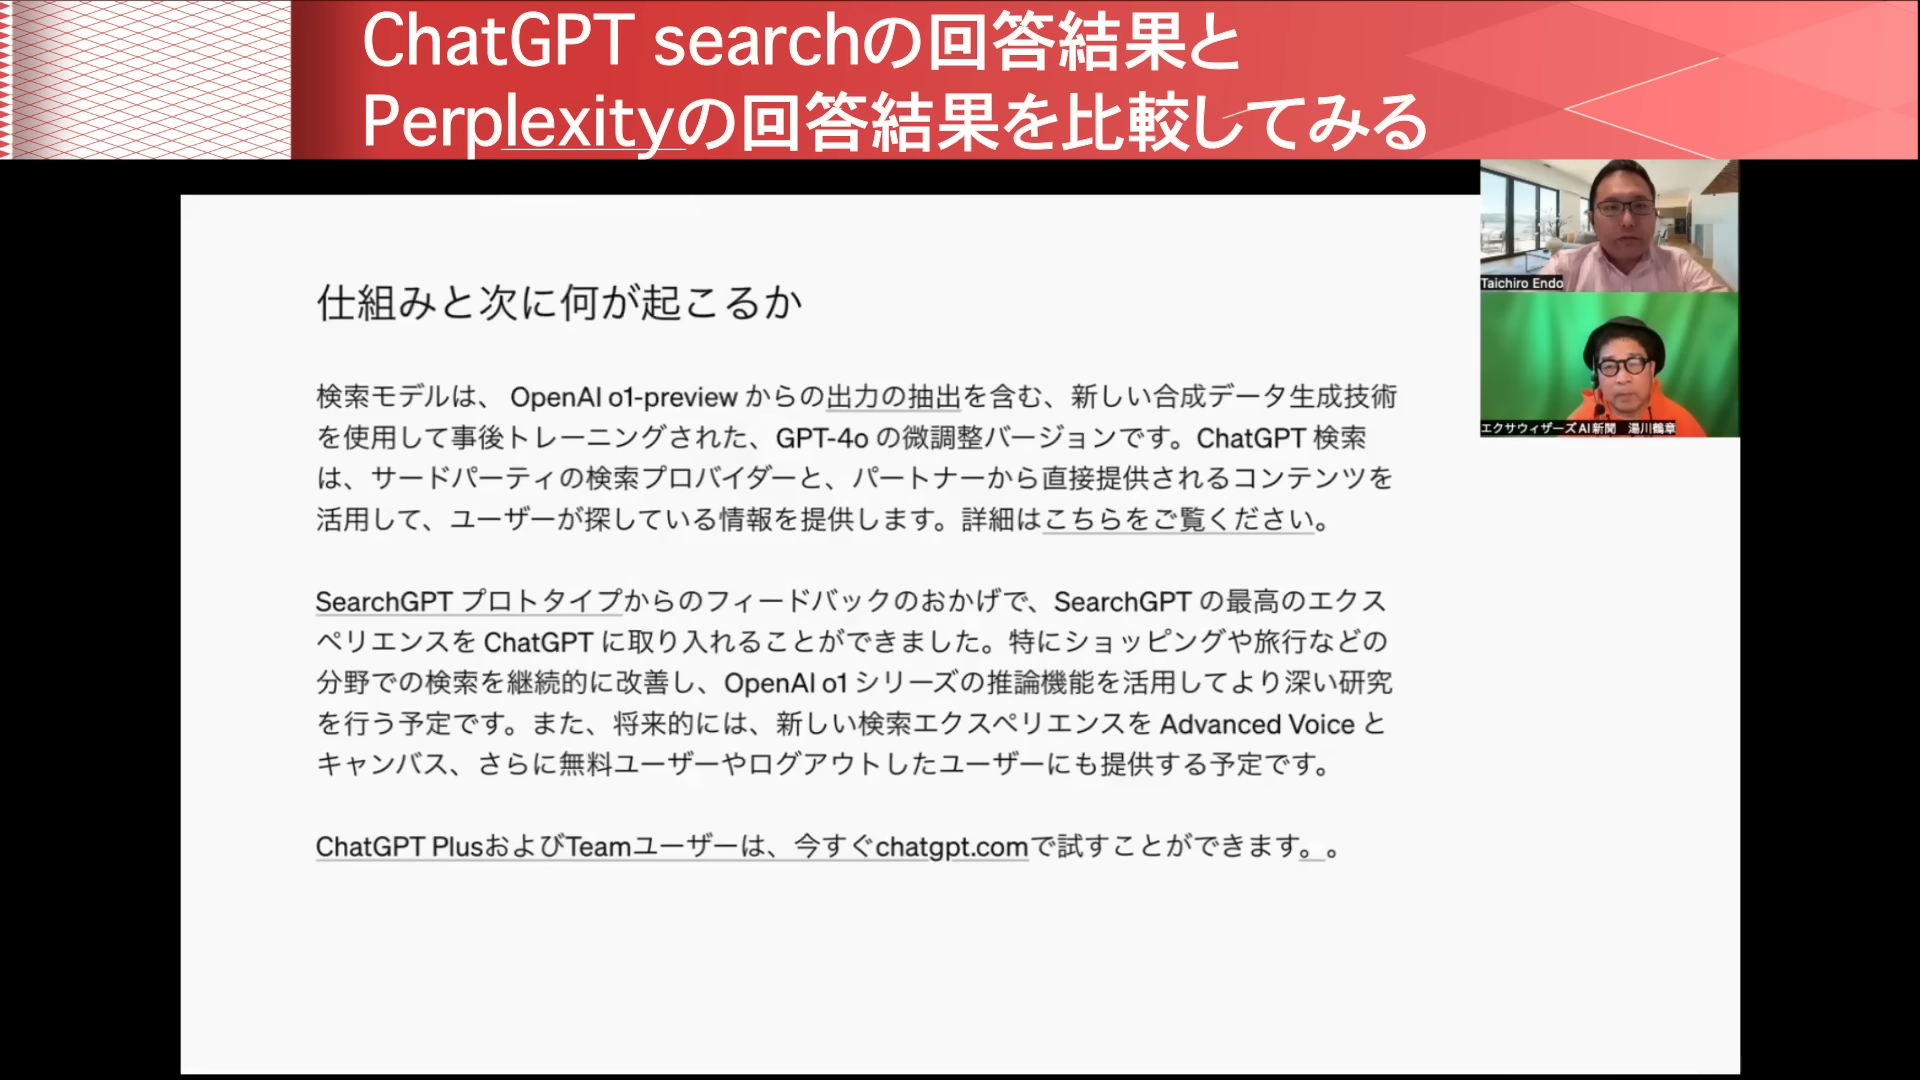 ChatGPT searchの回答結果と
Perplexityの回答結果を比較してみる
Taichiro Endo
エクサウィザーズAI新聞　湯川鶴章
仕組みと次に何が起こるか
検索モデルは、 OpenAI o1-preview からの出力の抽出を含む、新しい合成データ生成技術
を使用して事後トレーニングされた、GPT-4o の微調整バージョンです。ChatGPT 検索
は、サードパーティの検索プロバイダーと、パートナーから直接提供されるコンテンツを
活用して、ユーザーが探している情報を提供します。詳細はこちらをご覧ください。
SearchGPT プロトタイプからのフィードバックのおかげで、SearchGPT の最高のエクス
ペリエンスを ChatGPT に取り入れることができました。特にショッピングや旅行などの
分野での検索を継続的に改善し、OpenAI o1 シリーズの推論機能を活用してより深い研究
を行う予定です。また、将来的には、新しい検索エクスペリエンスを Advanced Voice と
キャンバス、さらに無料ユーザーやログアウトしたユーザーにも提供する予定です。
ChatGPT PlusおよびTeamユーザーは、今すぐchatgpt.comで試すことができます。。